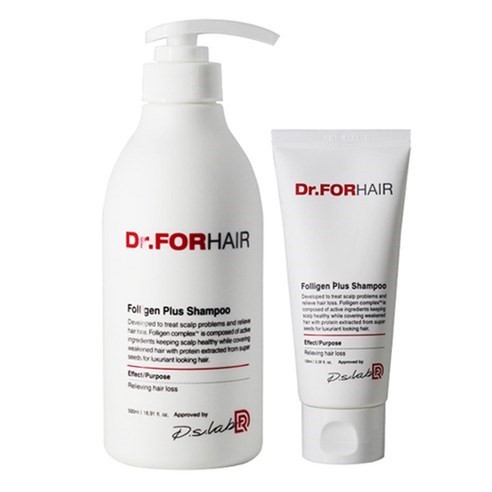 Dr.FORHAIR
Folligen Plus Shampoo
Developed to treat scalp problems and relieve
hair loss. Folligen complex™ is composed of active
ingredients keeping scalp healthy while covering
weakened hair with protein extracted from super
seeds for luxuriant looking hair.
Effect/Purpose
Relieving hair loss
500ml / 16.91 fl. oz. Approved by
D.s.lab
Dr.FORHAIR
Folligen Plus Shampoo
Developed to treat scalp problems and
relieve hair loss. Folligen complex™ is
composed of active ingredients keeping
scalp healthy while covering weakened
hair with protein extracted from super
seeds for luxuriant looking hair.
Effect/Purpose
Relieving hair loss
Approved by
D.s.lab